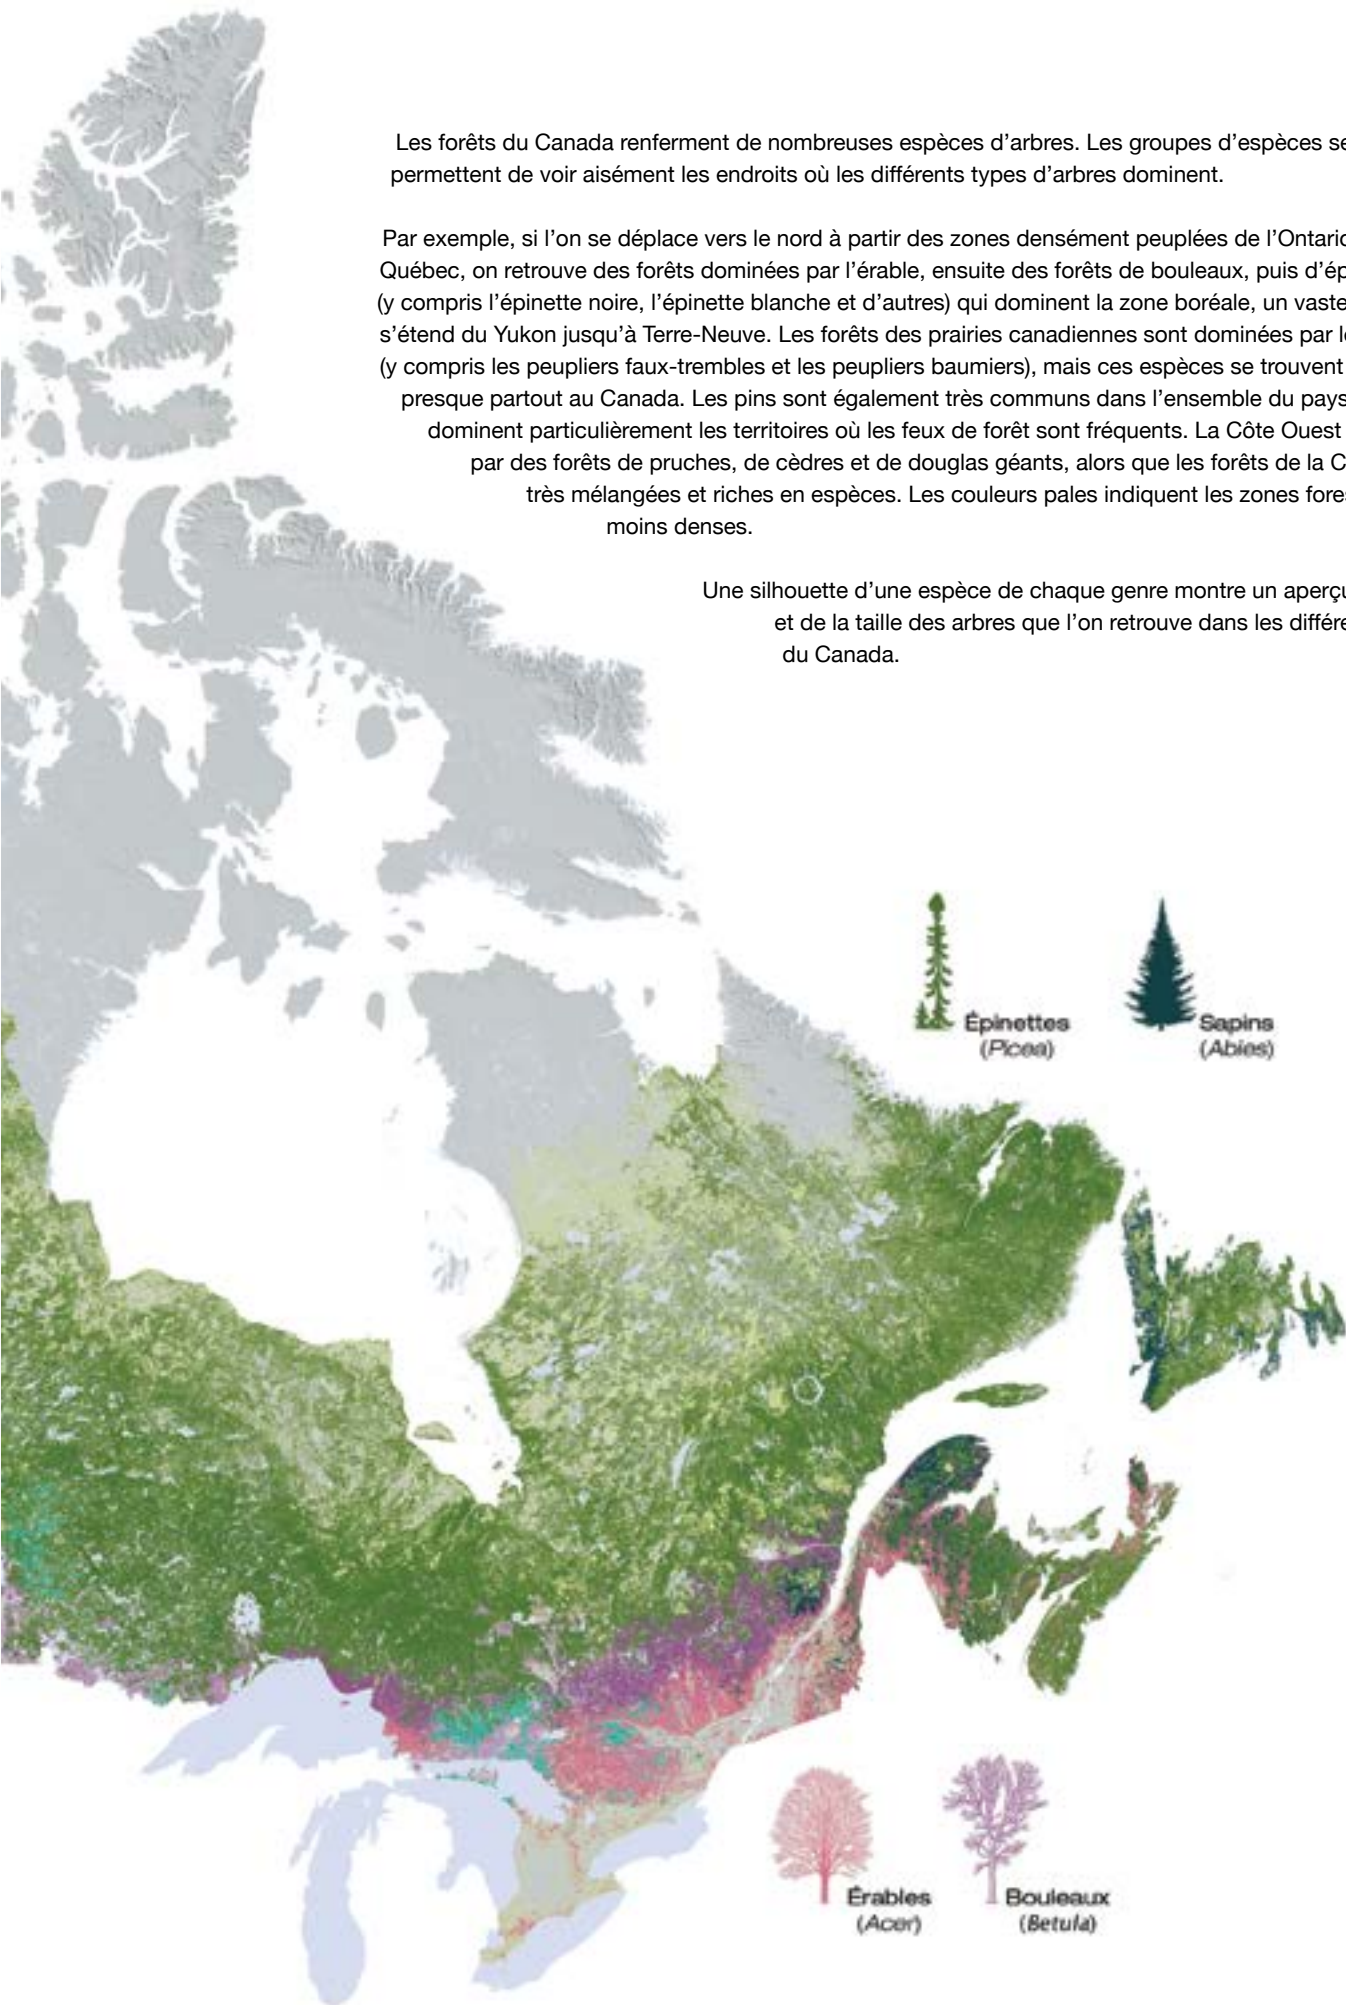 Les forêts du Canada renferment de nombreuses espèces d’arbres. Les groupes d’espèces se
permettent de voir aisément les endroits où les différents types d’arbres dominent.
Par exemple, si l’on se déplace vers le nord à partir des zones densément peuplées de l’Ontario
Québec, on retrouve des forêts dominées par l’érable, ensuite des forêts de bouleaux, puis d’ép
(y compris l’épinette noire, l’épinette blanche et d’autres) qui dominent la zone boréale, un vaste
s’étend du Yukon jusqu’à Terre-Neuve. Les forêts des prairies canadiennes sont dominées par le
(y compris les peupliers faux-trembles et les peupliers baumiers), mais ces espèces se trouvent
presque partout au Canada. Les pins sont également très communs dans l’ensemble du pays
dominent particulièrement les territoires où les feux de forêt sont fréquents. La Côte Ouest
par des forêts de pruches, de cèdres et de douglas géants, alors que les forêts de la C
très mélangées et riches en espèces. Les couleurs pales indiquent les zones fores
moins denses.
Une silhouette d’une espèce de chaque genre montre un aperçu
et de la taille des arbres que l’on retrouve dans les différe
du Canada.
Épinettes
(Picea)
Sapins
(Abies)
Érables
(Acer)
Bouleaux
(Betula)